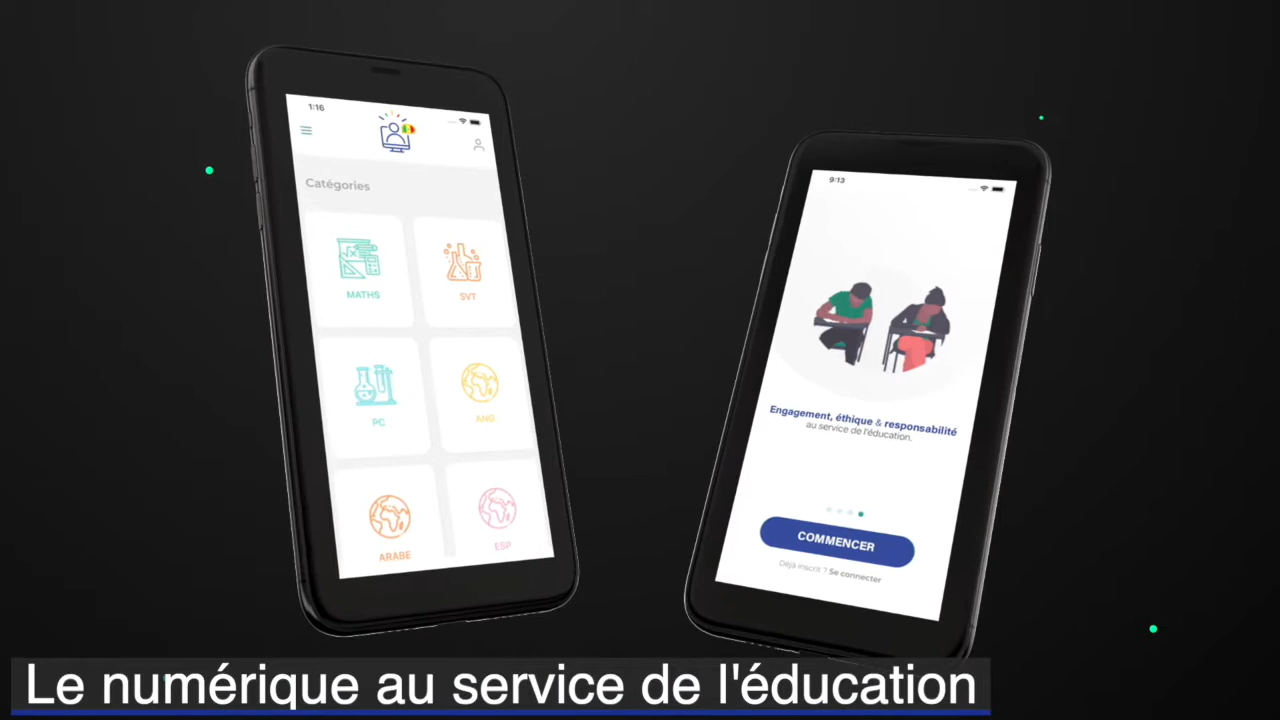 1:16
Catégories
MATHS
SVT
PC
ANG
ARABE
ESP
9:13
Engagement, éthique & responsabilité
au service de l'éducation.
COMMENCER
Déjà inscrit ? Se connecter
Le numérique au service de l'éducation